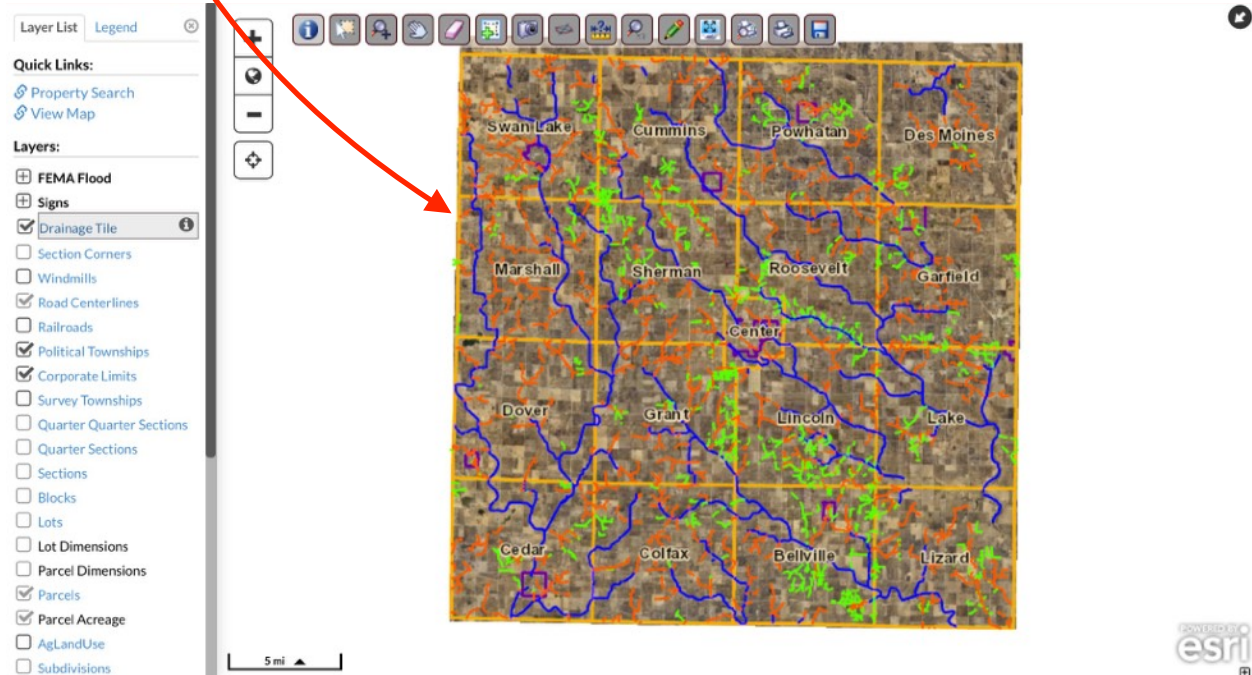 Layer List Legend
Quick Links:
Property Search
View Map
Layers:
FEMA Flood
Signs
Drainage Tile
Section Corners
Windmills
Road Centerlines
Railroads
Political Townships
Corporate Limits
Survey Townships
Quarter Quarter Sections
Quarter Sections
Sections
Blocks
Lots
Lot Dimensions
Parcel Dimensions
Parcels
Parcel Acreage
AgLandUse
Subdivisions
Swan Lake Cummins Powhatan Des Moines
Marshall Sherman Roosevelt Garfield
Center
Dover Grant Lincoln Lake
Cedar Colfax Bellville Lizard
5 mi
POWERED BY
esri